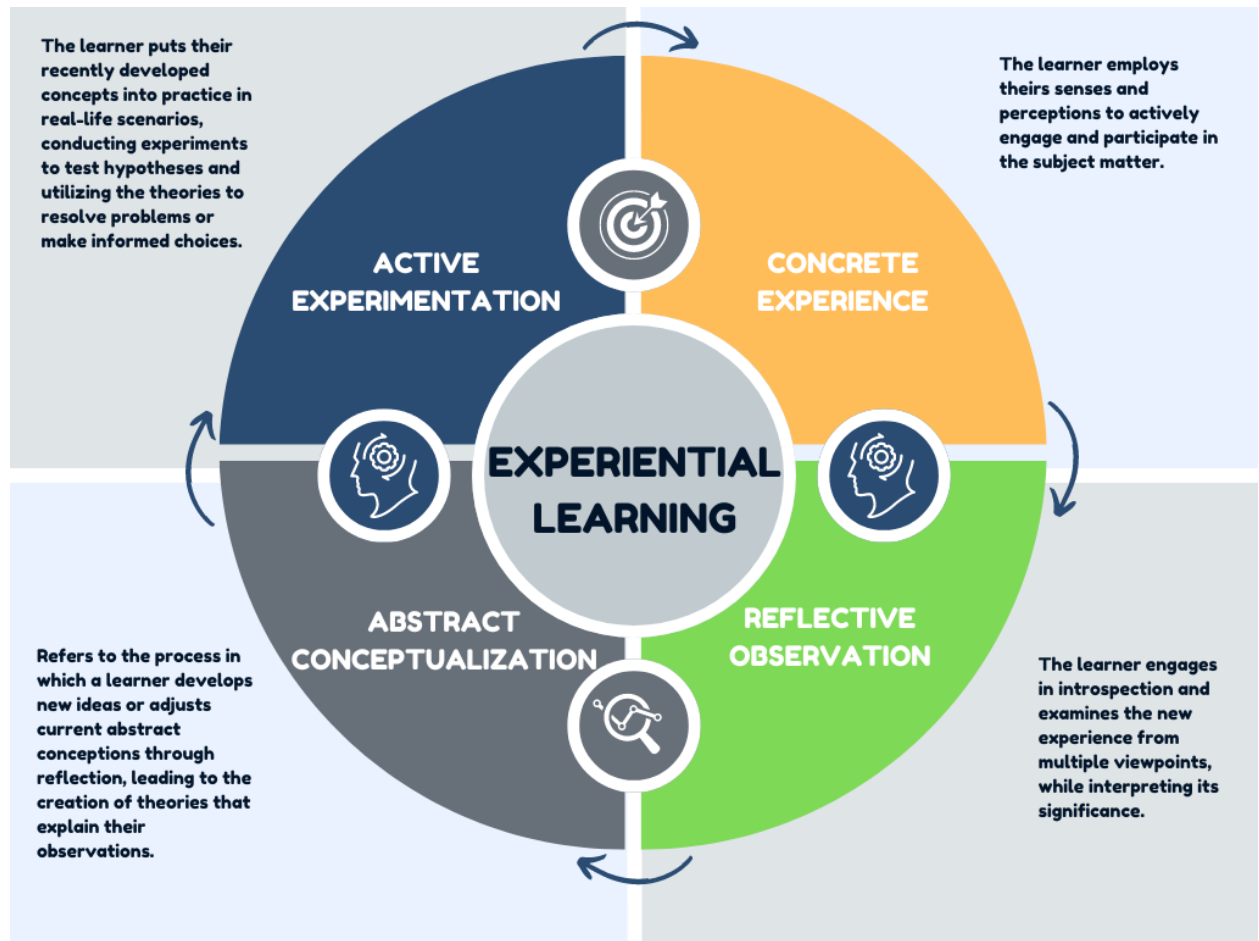 The learner puts their
recently developed
concepts into practice in
real-life scenarios,
conducting experiments
to test hypotheses and
utilizing the theories to
resolve problems or
make informed choices.
The learner employs
theirs senses and
perceptions to actively
engage and participate in
the subject matter.
ACTIVE
EXPERIMENTATION
CONCRETE
EXPERIENCE
EXPERIENTIAL
LEARNING
ABSTRACT
CONCEPTUALIZATION
REFLECTIVE
OBSERVATION
Refers to the process in
which a learner develops
new ideas or adjusts
current abstract
conceptions through
reflection, leading to the
creation of theories that
explain their
observations.
The learner engages
in introspection and
examines the new
experience from
multiple viewpoints,
while interpreting its
significance.